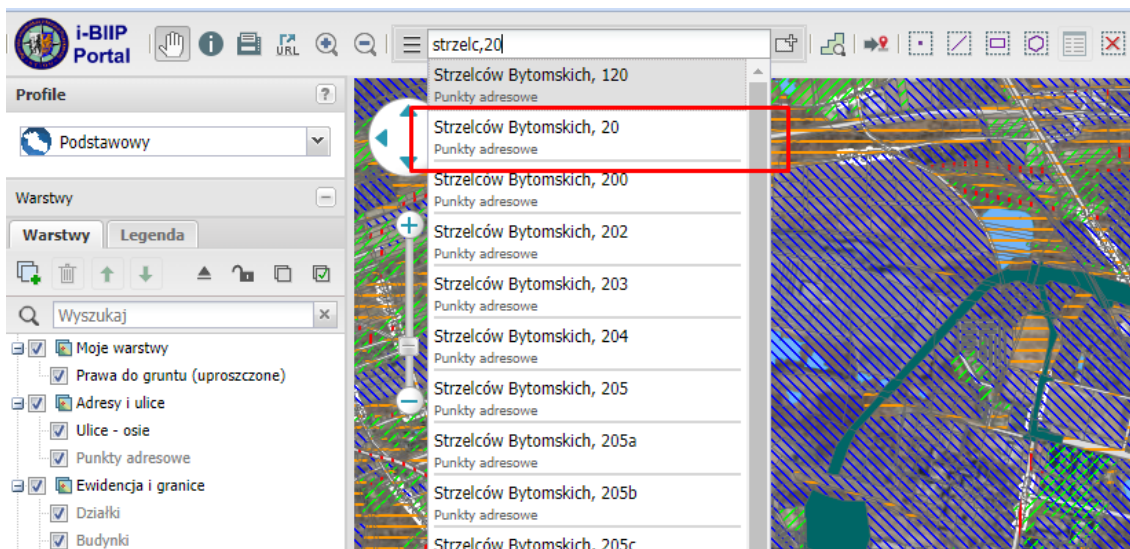 i-BIIP
Portal
URL
strzelc,20
Profile
?
Podstawowy
Warstwy
Warstwy
Legenda
Wyszukaj
Moje warstwy
Prawa do gruntu (uproszczone)
Adresy i ulice
Ulice - osie
Punkty adresowe
Ewidencja i granice
Działki
Budynki
Strzelców Bytomskich, 120
Punkty adresowe
Strzelców Bytomskich, 20
Punkty adresowe
Strzelców Bytomskich, 200
Punkty adresowe
Strzelców Bytomskich, 202
Punkty adresowe
Strzelców Bytomskich, 203
Punkty adresowe
Strzelców Bytomskich, 204
Punkty adresowe
Strzelców Bytomskich, 205
Punkty adresowe
Strzelców Bytomskich, 205a
Punkty adresowe
Strzelców Bytomskich, 205b
Punkty adresowe
Strzelców Bytomskich, 205c